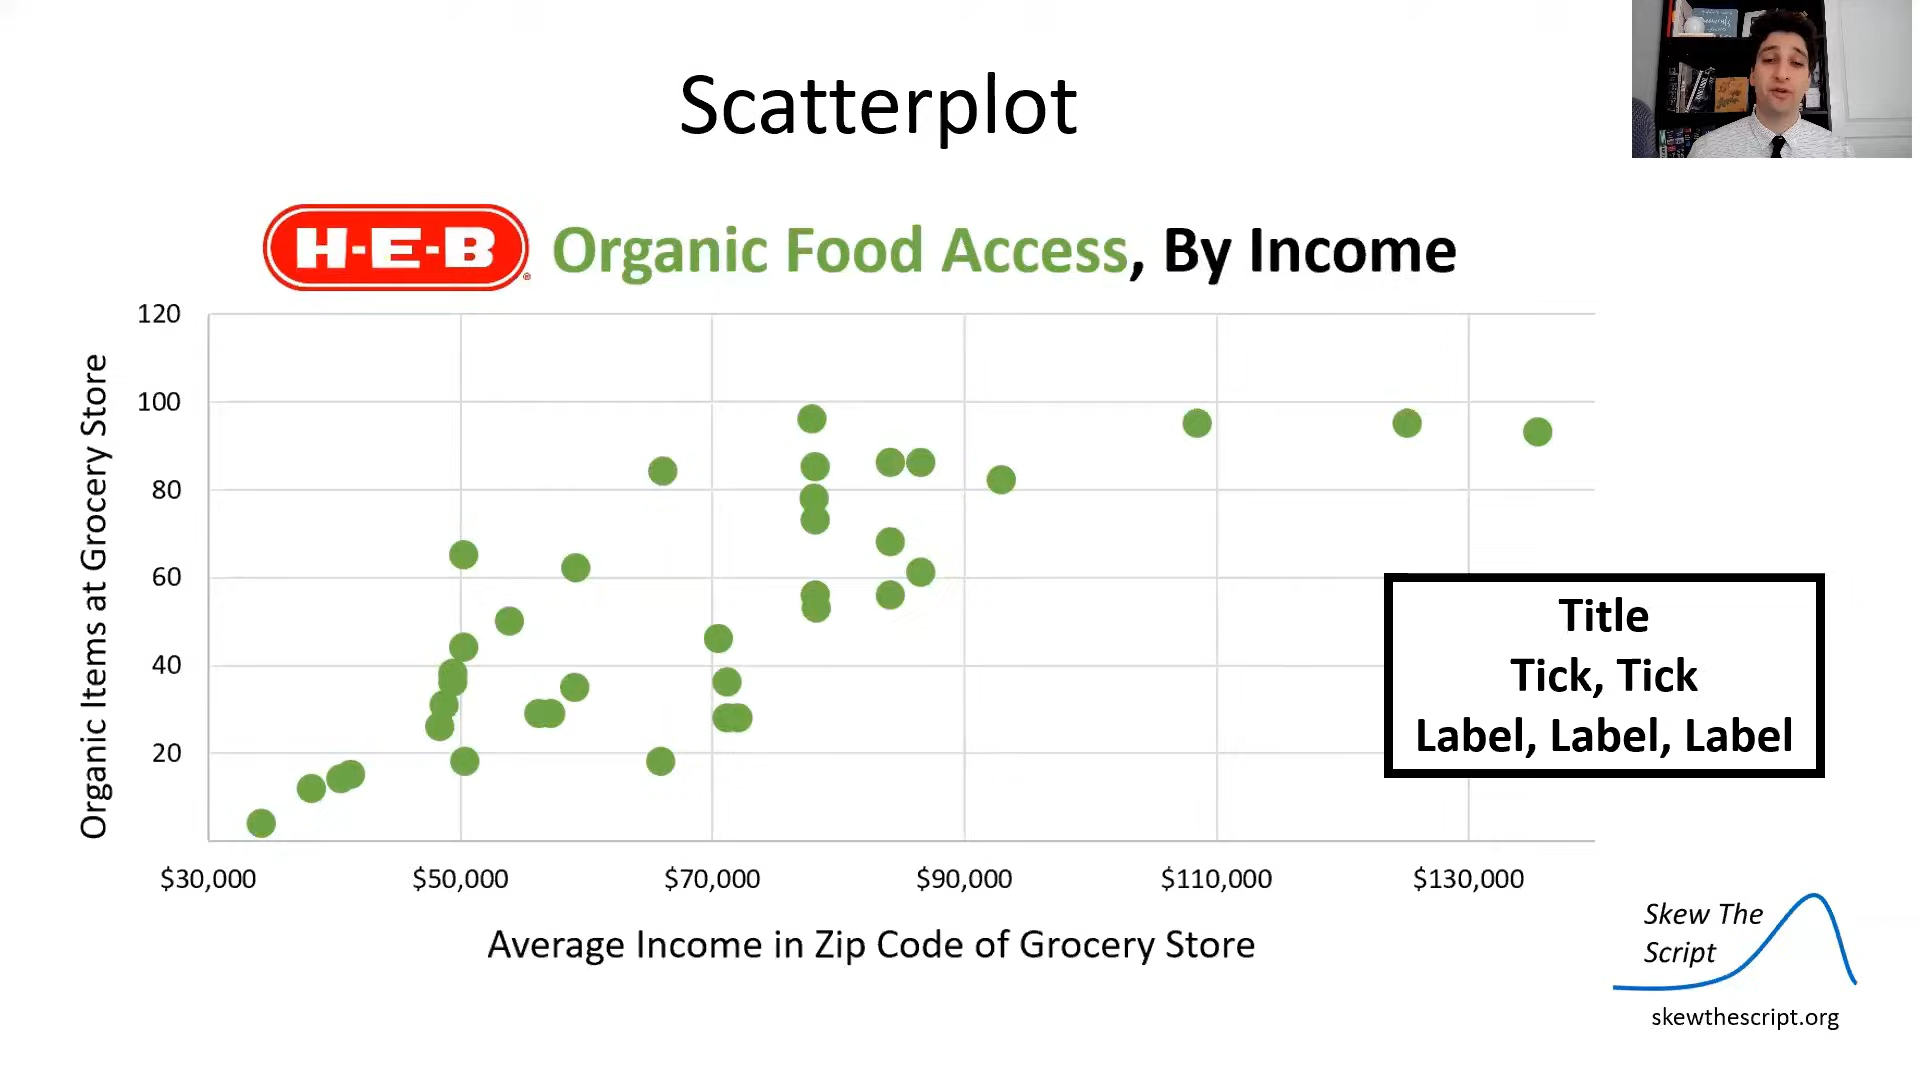 Scatterplot
H-E-B Organic Food Access, By Income
Organic Items at Grocery Store
120
100
80
60
40
20
$30,000 $50,000 $70,000 $90,000 $110,000 $130,000
Average Income in Zip Code of Grocery Store
Title
Tick, Tick
Label, Label, Label
Skew The
Script
skewthescript.org